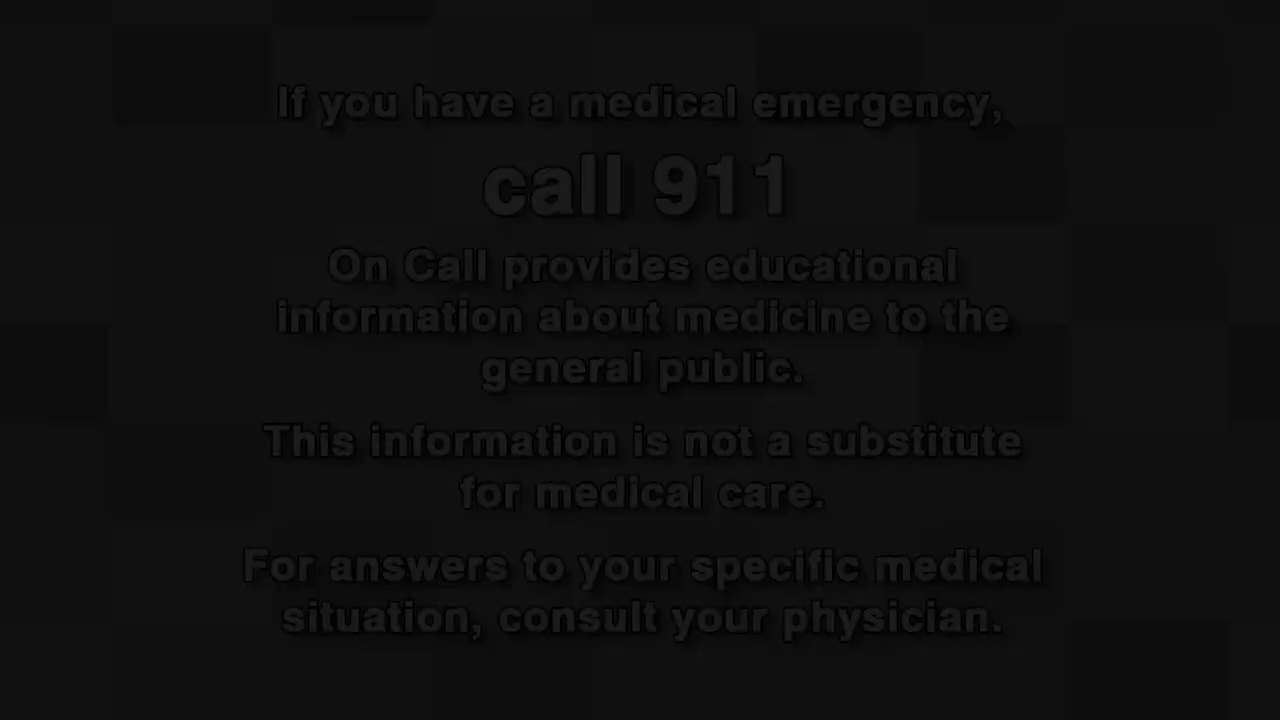 If you have a medical emergency,
call 911
On Call provides educational
information about medicine to the
general public.
This information is not a substitute
for medical care.
For answers to your specific medical
situation, consult your physician.